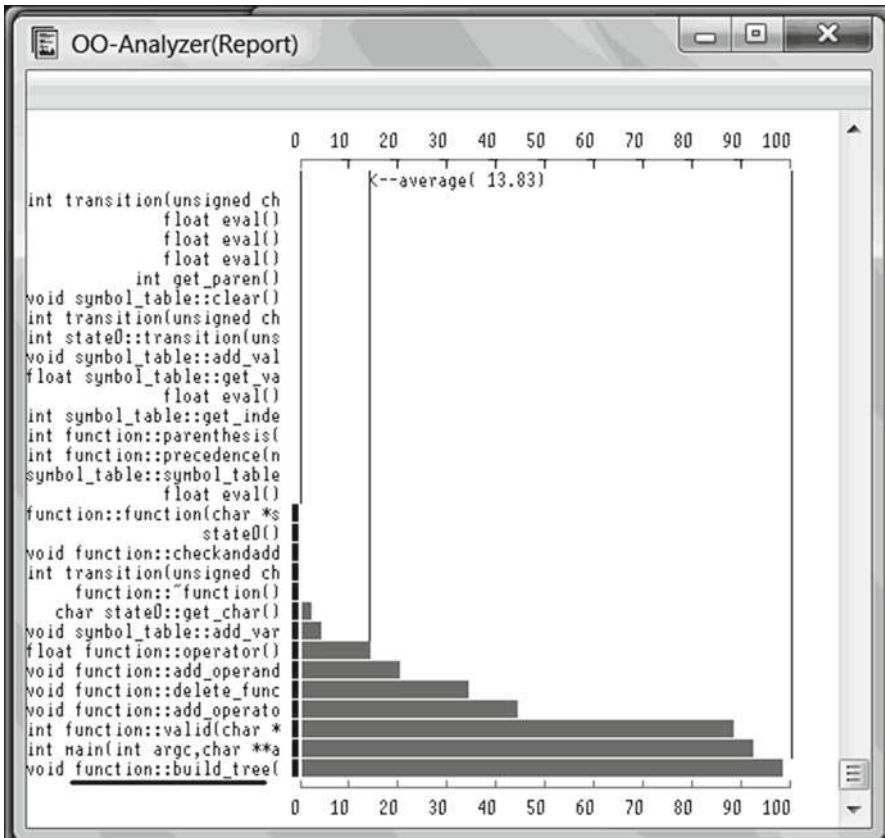 OO-Analyzer(Report)
0 10 20 30 40 50 60 70 80 90 100
<--average( 13.83)
int transition(unsigned ch
float eval()
float eval()
float eval()
int get_paren()
void symbol_table::clear()
int transition(unsigned ch
int state0::transition(uns
void symbol_table::add_val
float symbol_table::get_va
float eval()
int symbol_table::get_inde
int function::parenthesis(
int function::precedence(n
symbol_table::symbol_table
float eval()
function::function(char *s
state0()
void function::checkandadd
int transition(unsigned ch
function::~function()
char state0::get_char()
void symbol_table::add_var
float function::operator()
void function::add_operand
void function::delete_func
void function::add_operato
int function::valid(char *
int main(int argc,char **a
void function::build_tree(
0 10 20 30 40 50 60 70 80 90 100